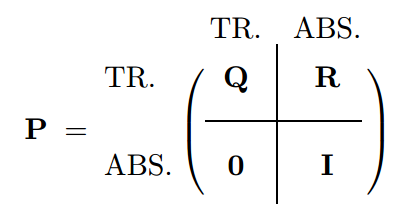 TR. ABS.
TR. Q R
P =
ABS. 0 I